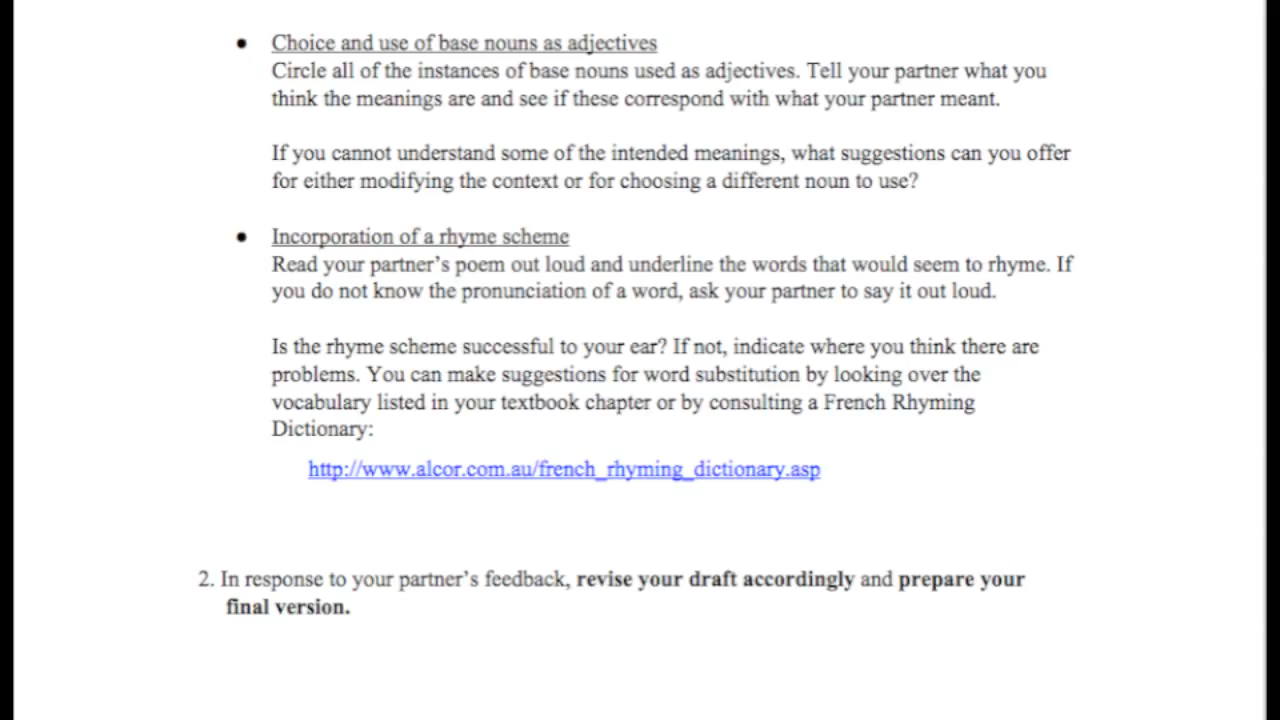 • Choice and use of base nouns as adjectives
Circle all of the instances of base nouns used as adjectives. Tell your partner what you
think the meanings are and see if these correspond with what your partner meant.
If you cannot understand some of the intended meanings, what suggestions can you offer
for either modifying the context or for choosing a different noun to use?
• Incorporation of a rhyme scheme
Read your partner's poem out loud and underline the words that would seem to rhyme. If
you do not know the pronunciation of a word, ask your partner to say it out loud.
Is the rhyme scheme successful to your ear? If not, indicate where you think there are
problems. You can make suggestions for word substitution by looking over the
vocabulary listed in your textbook chapter or by consulting a French Rhyming
Dictionary:
http://www.alcor.com.au/french_rhyming_dictionary.asp
2. In response to your partner's feedback, revise your draft accordingly and prepare your
final version.